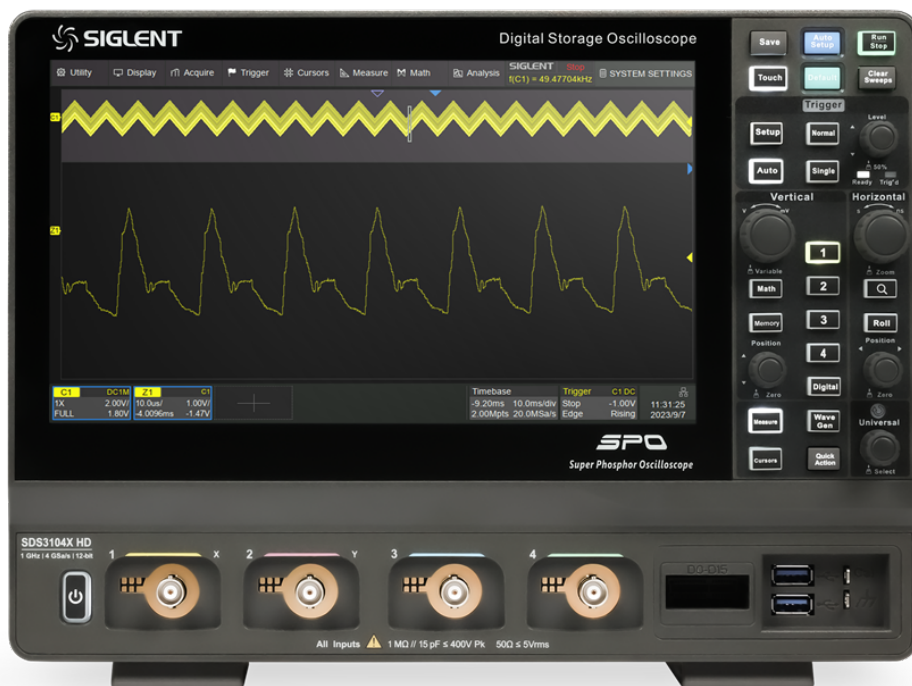 SIGLENT
Digital Storage Oscilloscope
Utility Display Acquire Trigger Cursors Measure Math Analysis
SIGLENT Stop
f(C1) = 49.47704kHz
SYSTEM SETTINGS
C1
Z1
C1 DC1M
1X 2.00V/
FULL 1.80V
Z1 C1
10.0us/ 1.00V/
-4.0096ms -1.47V
Timebase
-9.20ms 10.0ms/div
2.00Mpts 20.0MSa/s
Trigger C1 DC
Stop -1.00V
Edge Rising
11:31:25
2023/9/7
SPO
Super Phosphor Oscilloscope
Save
Auto Setup
Run Stop
Touch
Default
Clear Sweeps
Trigger
Setup
Normal
Level
Auto
Single
50%
Ready Trig'd
Vertical
Horizontal
V mV
s ns
Variable
1
Zoom
Math
2
Memory
3
Roll
Position
4
Position
Zero
Digital
Zero
Measure
Wave Gen
Universal
Cursors
Quick Action
Select
SDS3104X HD
1 GHz | 4 GSa/s | 12-bit
1 X
2 Y
3
4
D0-D15
All Inputs 1 MΩ // 15 pF ≤ 400V Pk 50Ω ≤ 5Vrms